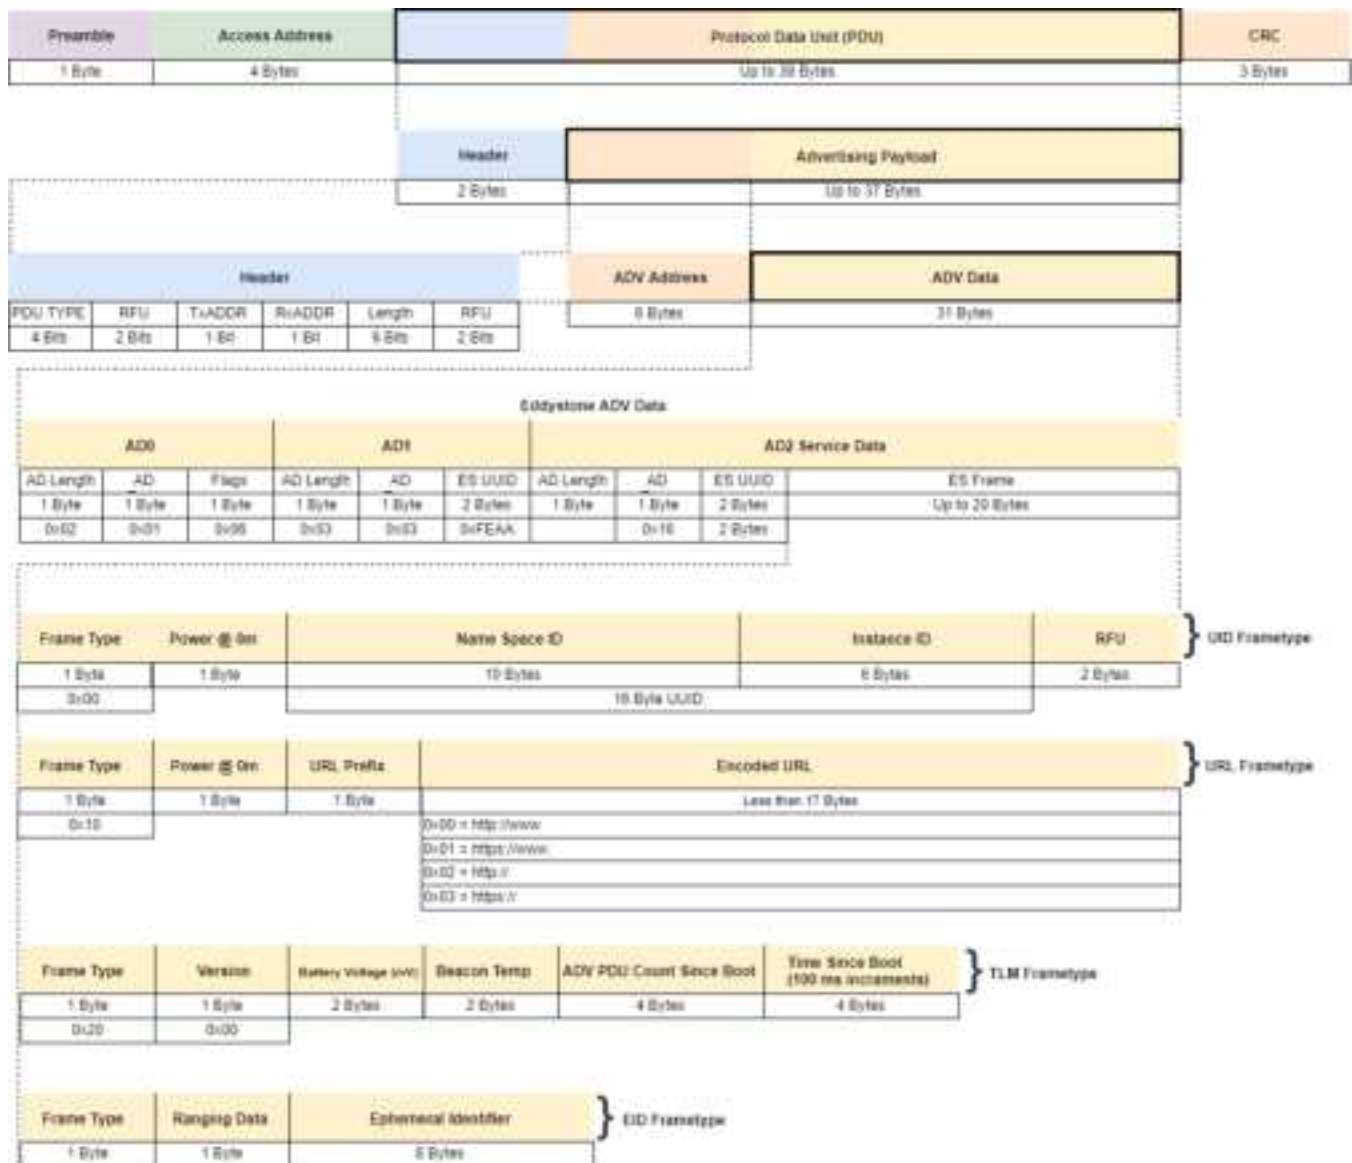 Preamble Access Address Protocol Data Unit (PDU) CRC
1 Byte 4 Bytes Up to 39 Bytes 3 Bytes
Header Advertising Payload
2 Bytes Up to 37 Bytes
Header ADV Address ADV Data
PDU TYPE RFU TxADDR RxADDR Length RFU 6 Bytes 31 Bytes
4 Bits 2 Bits 1 Bit 1 Bit 6 Bits 2 Bits
Eddystone ADV Data
AD0 AD1 AD2 Service Data
AD Length AD Flags AD Length AD ES UUID AD Length AD ES UUID ES Frame
1 Byte 1 Byte 1 Byte 1 Byte 1 Byte 2 Bytes 1 Byte 1 Byte 2 Bytes Up to 20 Bytes
0x02 0x01 0x06 0x03 0x03 0xFEAA 0x16 2 Bytes
Frame Type Power @ 0m Name Space ID Instance ID RFU } UID Frametype
1 Byte 1 Byte 10 Bytes 6 Bytes 2 Bytes
0x00 16 Byte UUID
Frame Type Power @ 0m URL Prefix Encoded URL } URL Frametype
1 Byte 1 Byte 1 Byte Less than 17 Bytes
0x10
0x00 = http://www
0x01 = https://www.
0x02 = http://
0x03 = https://
Frame Type Version Battery Voltage (mV) Beacon Temp ADV PDU Count Since Boot Time Since Boot
(100 ms increments) } TLM Frametype
1 Byte 1 Byte 2 Bytes 2 Bytes 4 Bytes 4 Bytes
0x20 0x00
Frame Type Ranging Data Ephemeral Identifier } EID Frametype
1 Byte 1 Byte 8 Bytes